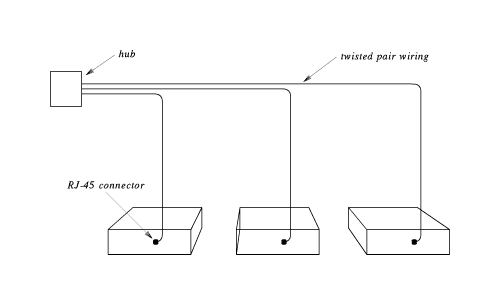 hub
twisted pair wiring
RJ-45 connector